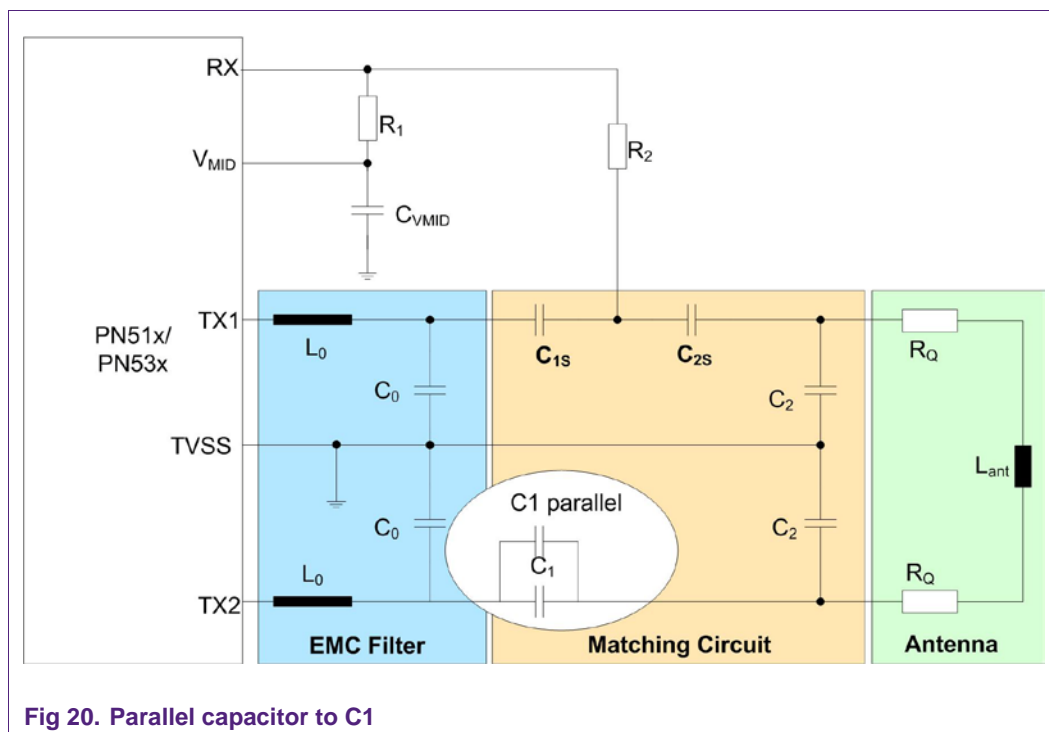 RX
R1
VMID
R2
CVMID
PN51x/
PN53x
TX1
L0
C1S
C2S
RQ
C0
C2
TVSS
Lant
C1 parallel
C0
C1
C2
L0
RQ
TX2
EMC Filter
Matching Circuit
Antenna
Fig 20. Parallel capacitor to C1